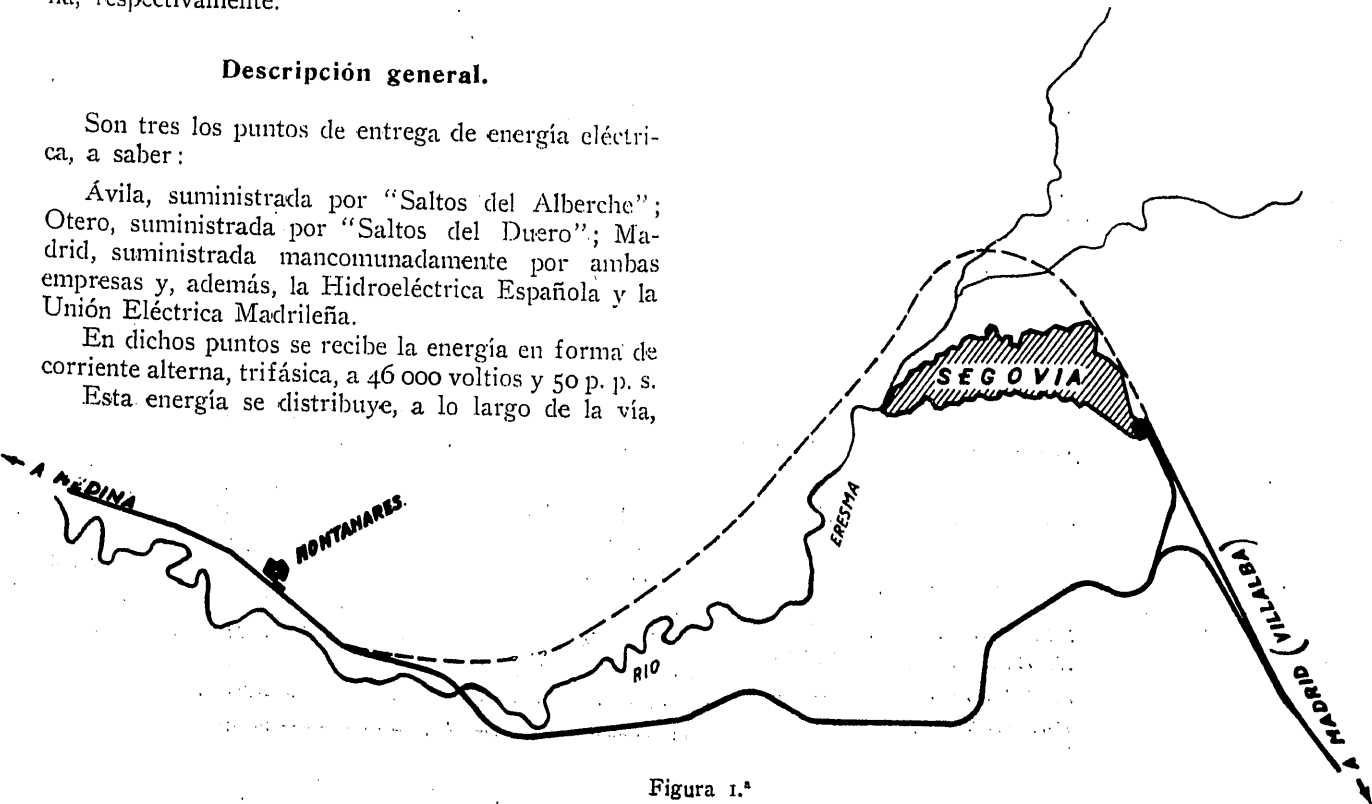 na, respectivamente.
Descripción general.
Son tres los puntos de entrega de energía eléctri-
ca, a saber:
Ávila, suministrada por "Saltos del Alberche";
Otero, suministrada por "Saltos del Duero"; Ma-
drid, suministrada mancomunadamente por ambas
empresas y, además, la Hidroeléctrica Española y la
Unión Eléctrica Madrileña.
En dichos puntos se recibe la energía en forma de
corriente alterna, trifásica, a 46 000 voltios y 50 p. p. s.
Esta energía se distribuye, a lo largo de la vía,
SEGOVIA
A MEDINA
HONTANARES
ERESMA
RIO
A MADRID (VILLALBA)
Figura 1.ª